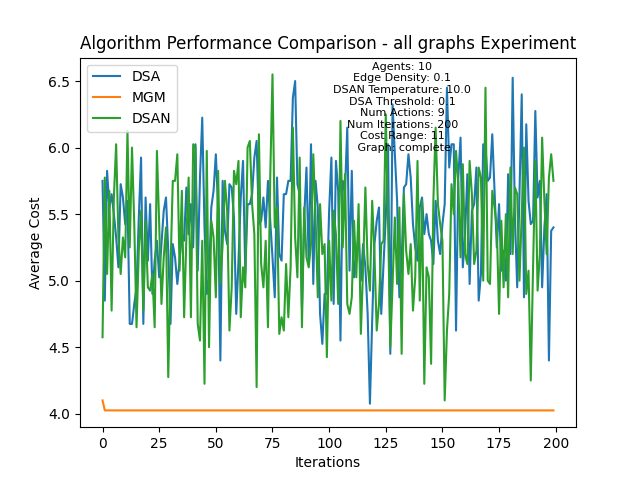 Algorithm Performance Comparison - all graphs Experiment
DSA
MGM
DSAN
Agents: 10
Edge Density: 0.1
DSAN Temperature: 10.0
DSA Threshold: 0.1
Num Actions: 9
Num Iterations: 200
Cost Range: 11
Graph: complete
Average Cost
6.5
6.0
5.5
5.0
4.5
4.0
0 25 50 75 100 125 150 175 200
Iterations